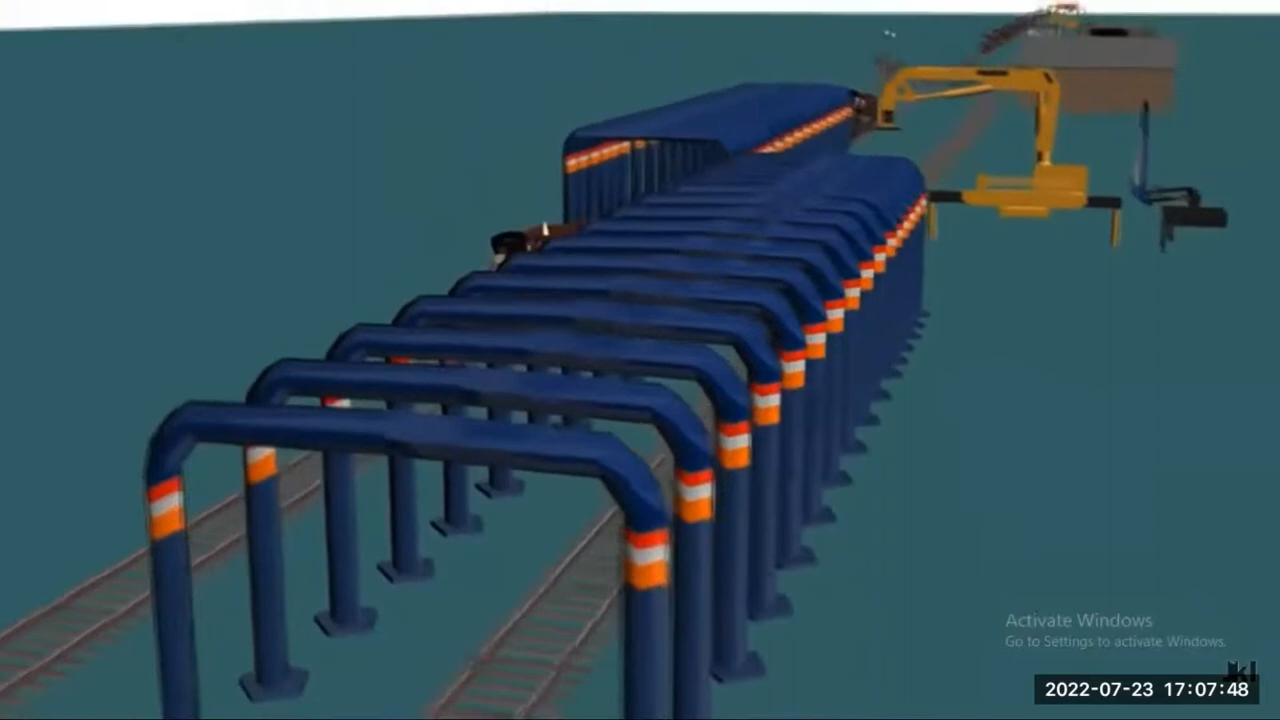 Activate Windows
Go to Settings to activate Windows.
2022-07-23 17:07:48